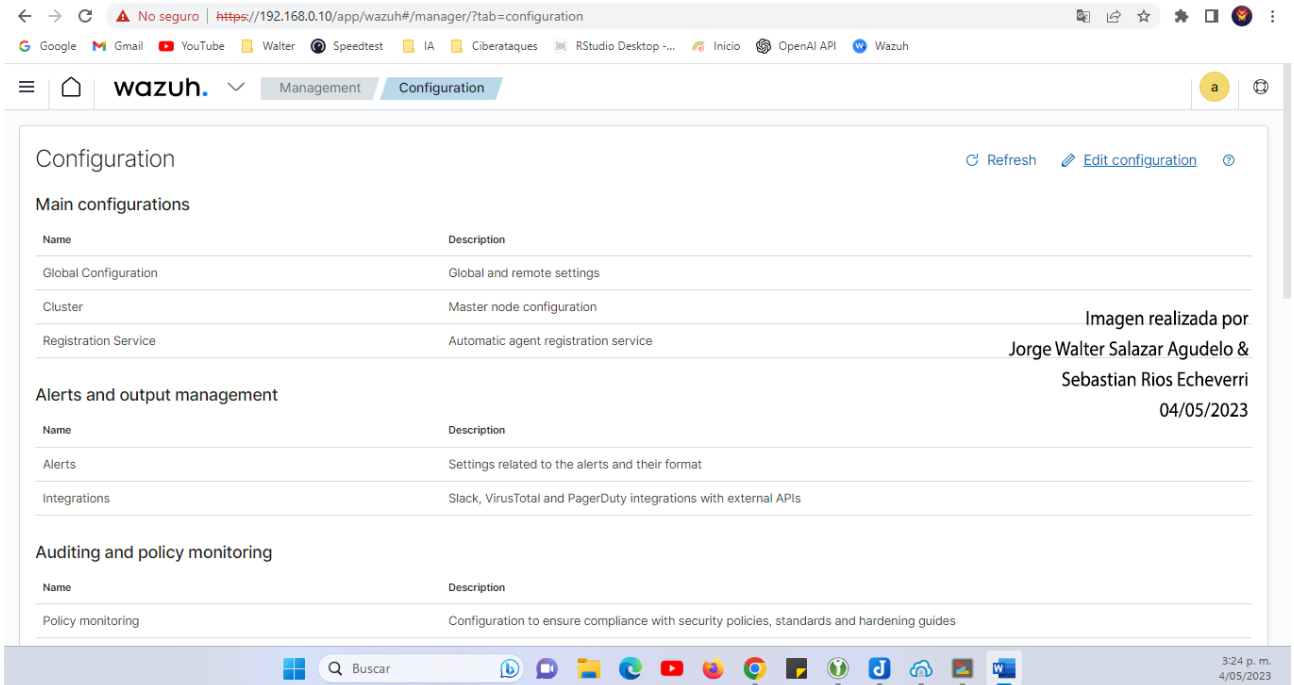 No seguro | https://192.168.0.10/app/wazuh#/manager/?tab=configuration
Google Gmail YouTube Walter Speedtest IA Ciberataques RStudio Desktop -... Inicio OpenAI API Wazuh
wazuh. Management Configuration a
Configuration Refresh Edit configuration
Main configurations
Name Description
Global Configuration Global and remote settings
Cluster Master node configuration
Registration Service Automatic agent registration service
Imagen realizada por
Jorge Walter Salazar Agudelo &
Sebastian Rios Echeverri
04/05/2023
Alerts and output management
Name Description
Alerts Settings related to the alerts and their format
Integrations Slack, VirusTotal and PagerDuty integrations with external APIs
Auditing and policy monitoring
Name Description
Policy monitoring Configuration to ensure compliance with security policies, standards and hardening guides
Buscar
3:24 p. m.
4/05/2023